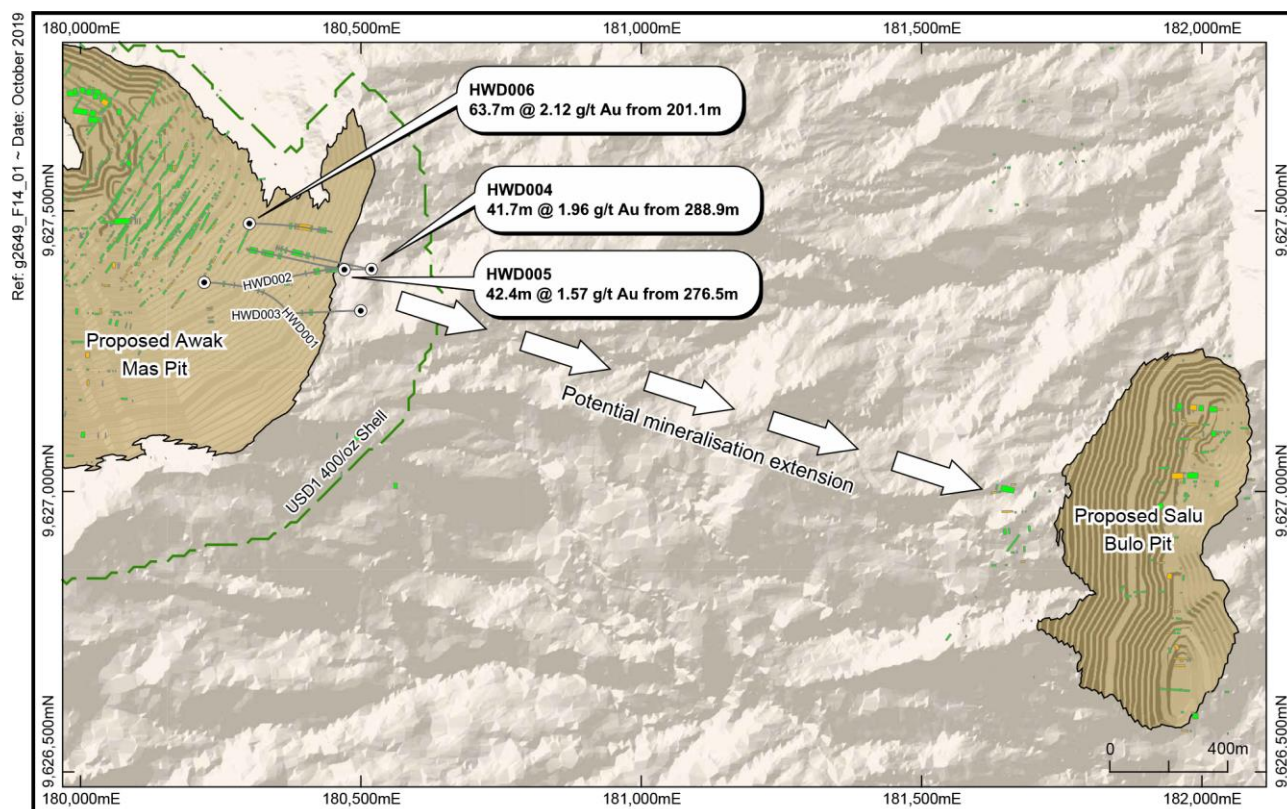 Ref: g2649_F14_01 ~ Date: October 2019
180,000mE
180,500mE
181,000mE
181,500mE
182,000mE
HWD006
63.7m @ 2.12 g/t Au from 201.1m
HWD004
41.7m @ 1.96 g/t Au from 288.9m
HWD005
42.4m @ 1.57 g/t Au from 276.5m
9,627,500mN
9,627,500mN
HWD002
HWD003
HWD001
Proposed Awak
Mas Pit
Potential mineralisation extension
USD1 400/oz Shell
9,627,000mN
9,627,000mN
Proposed Salu
Bulo Pit
9,626,500mN
9,626,500mN
0
400m
180,000mE
180,500mE
181,000mE
181,500mE
182,000mE